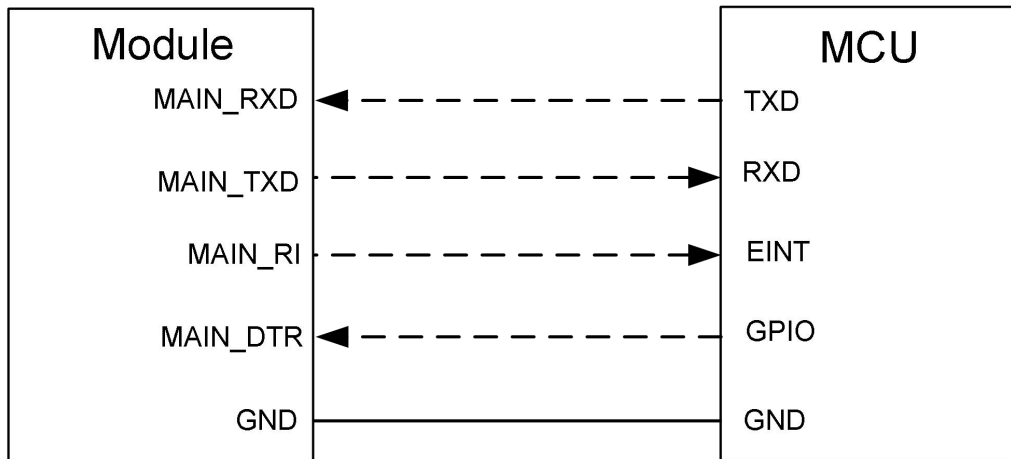 Module
MCU
MAIN_RXD
TXD
MAIN_TXD
RXD
MAIN_RI
EINT
MAIN_DTR
GPIO
GND
GND